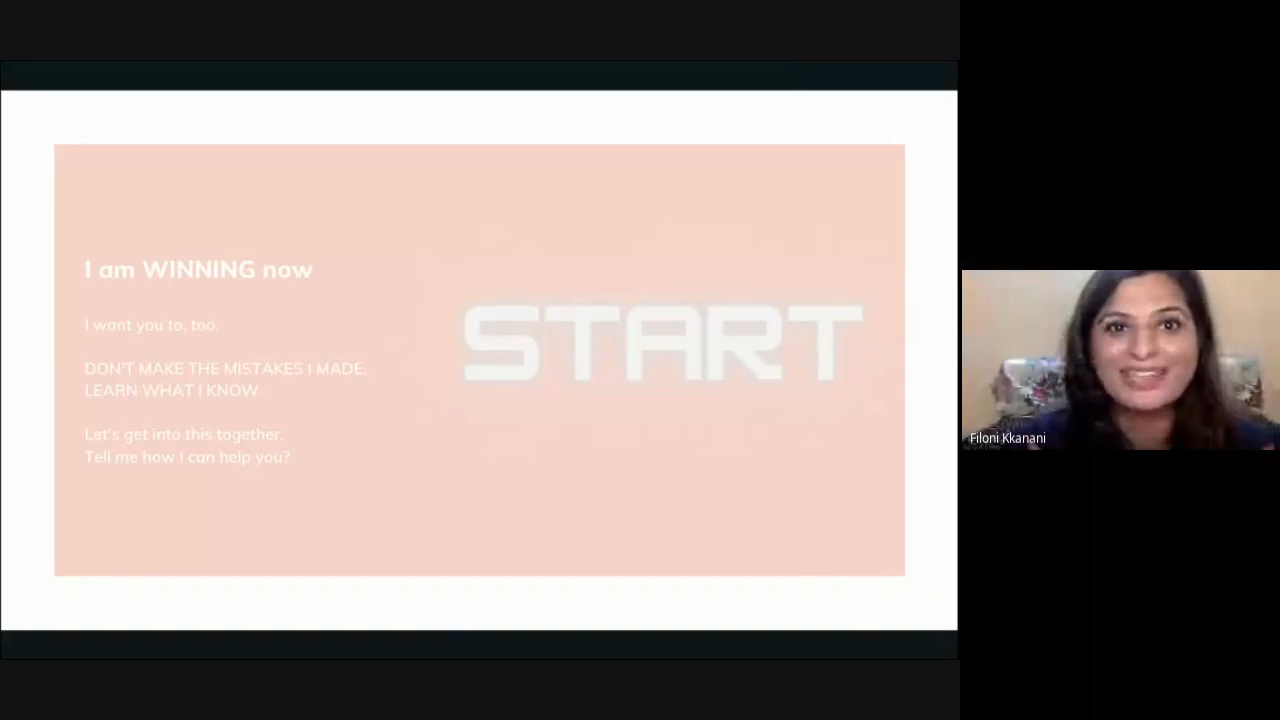 I am WINNING now
I want you to, too.
DON'T MAKE THE MISTAKES I MADE.
LEARN WHAT I KNOW.
Let's get into this together.
Tell me how I can help you?
START
Filoni Kkanani